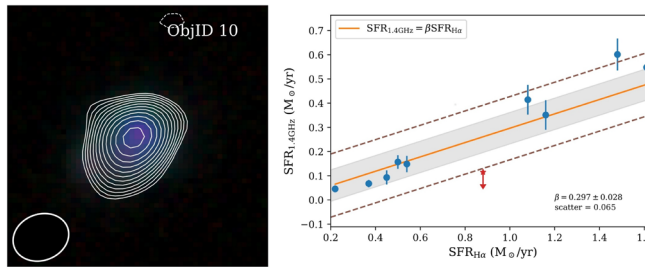 ObjID 10
SFR₁.₄GHz = βSFRHα
SFR₁.₄GHz (M⊙/yr)
0.7
0.6
0.5
0.4
0.3
0.2
0.1
0.0
−0.1
β = 0.297 ± 0.028
scatter = 0.065
0.2 0.4 0.6 0.8 1.0 1.2 1.4 1.
SFRHα (M⊙/yr)